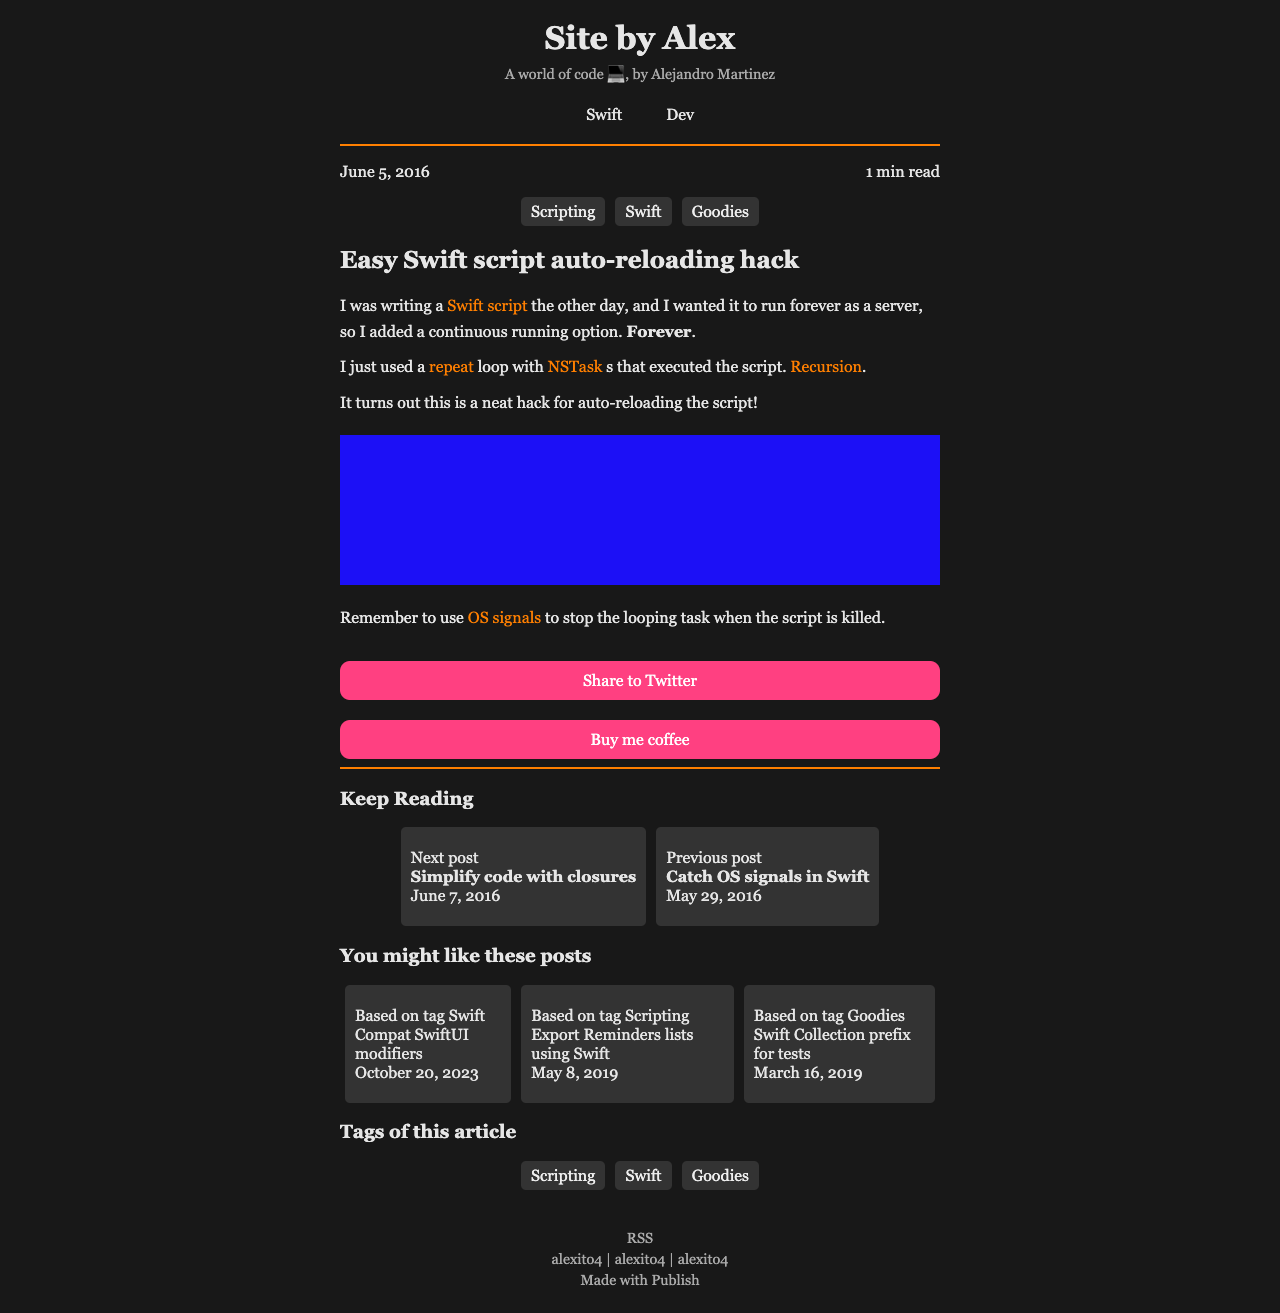 Site by Alex
A world of code 💻, by Alejandro Martinez
Swift Dev
June 5, 2016 1 min read
Scripting Swift Goodies
Easy Swift script auto-reloading hack
I was writing a Swift script the other day, and I wanted it to run forever as a server,
so I added a continuous running option. Forever.
I just used a repeat loop with NSTask s that executed the script. Recursion.
It turns out this is a neat hack for auto-reloading the script!
Remember to use OS signals to stop the looping task when the script is killed.
Share to Twitter
Buy me coffee
Keep Reading
Next post
Simplify code with closures
June 7, 2016
Previous post
Catch OS signals in Swift
May 29, 2016
You might like these posts
Based on tag Swift
Compat SwiftUI
modifiers
October 20, 2023
Based on tag Scripting
Export Reminders lists
using Swift
May 8, 2019
Based on tag Goodies
Swift Collection prefix
for tests
March 16, 2019
Tags of this article
Scripting Swift Goodies
RSS
alexito4 | alexito4 | alexito4
Made with Publish